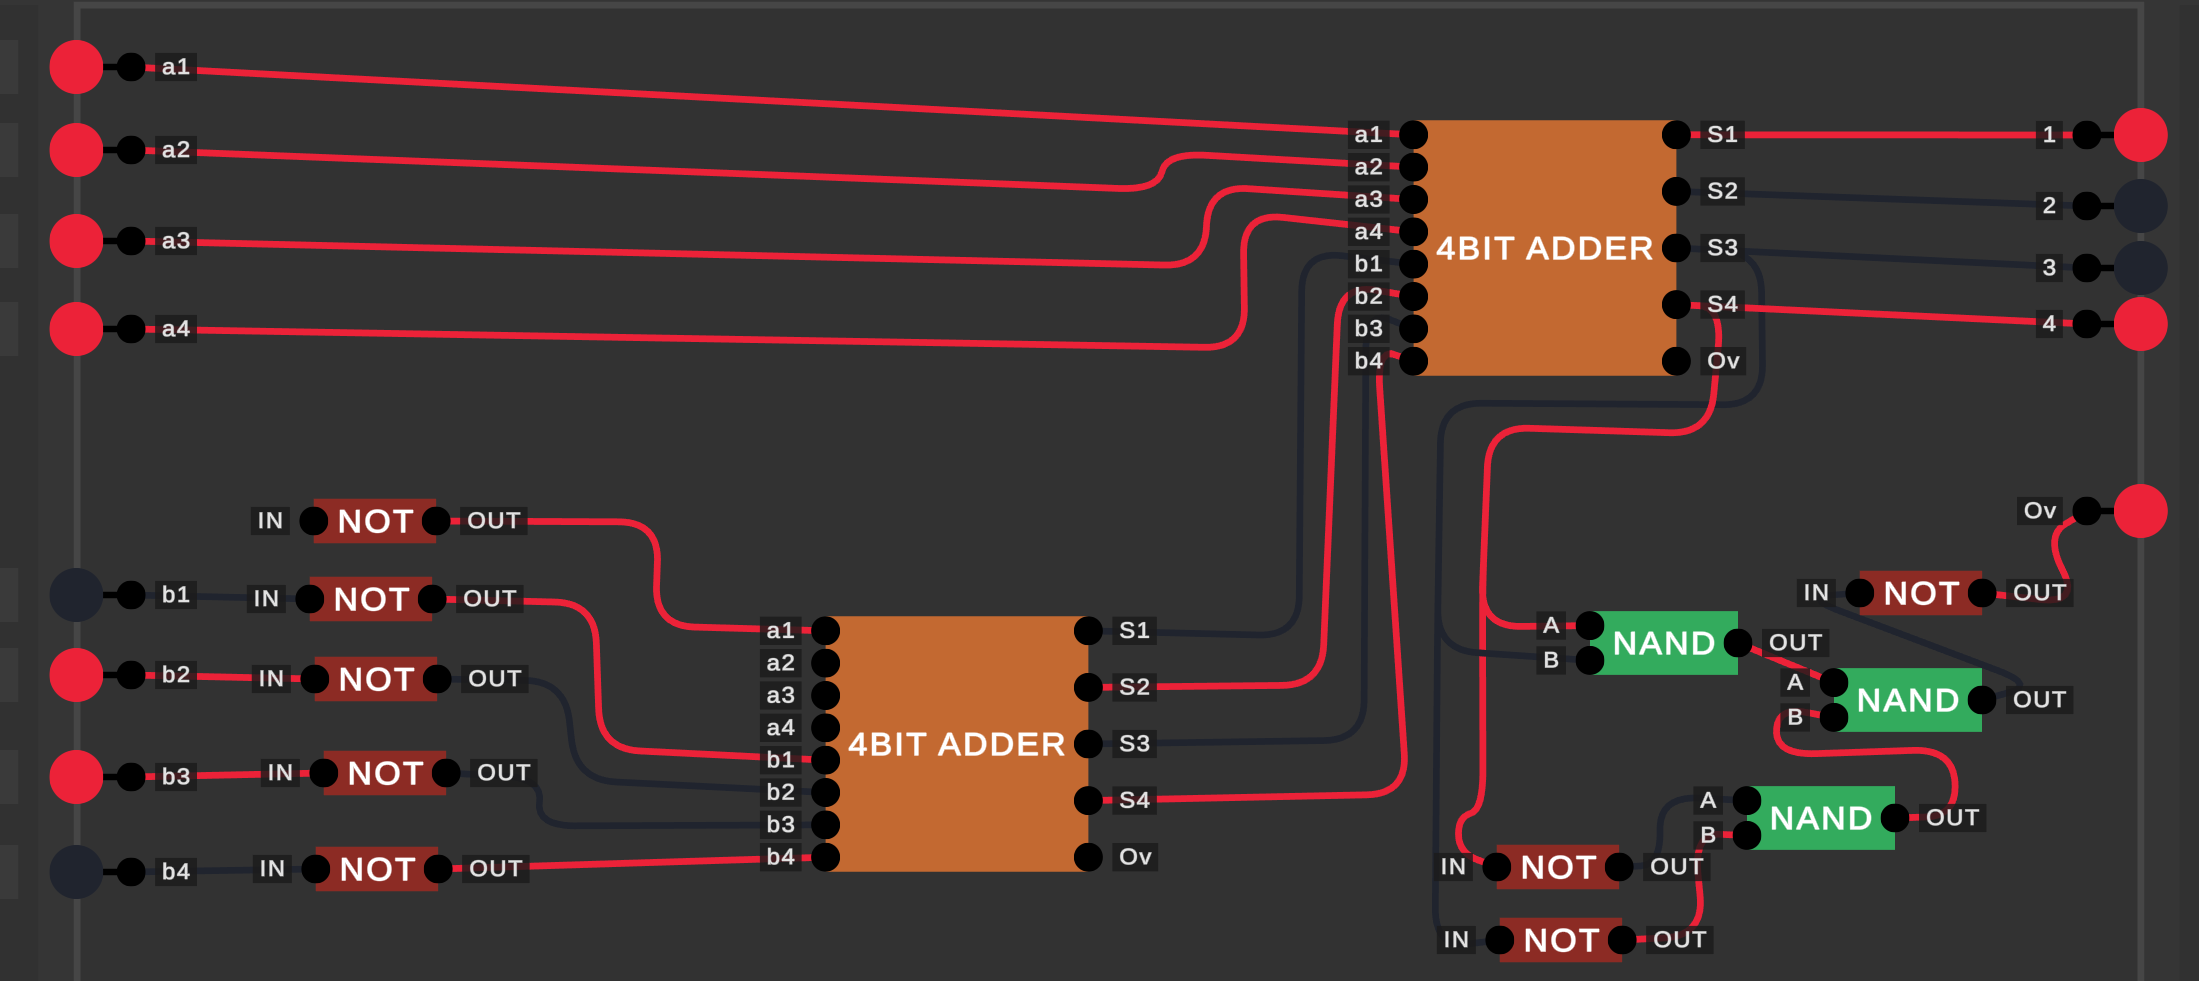 a1
a2
a3
a4
a1
a2
a3
a4
b1
b2
b3
b4
4BIT ADDER
S1
S2
S3
S4
Ov
1
2
3
4
Ov
IN NOT OUT
b1 IN NOT OUT
b2 IN NOT OUT
b3 IN NOT OUT
b4 IN NOT OUT
a1
a2
a3
a4
b1
b2
b3
b4
4BIT ADDER
S1
S2
S3
S4
Ov
IN NOT OUT
A
B
NAND OUT
A
B
NAND OUT
A
B
NAND OUT
IN NOT OUT
IN NOT OUT